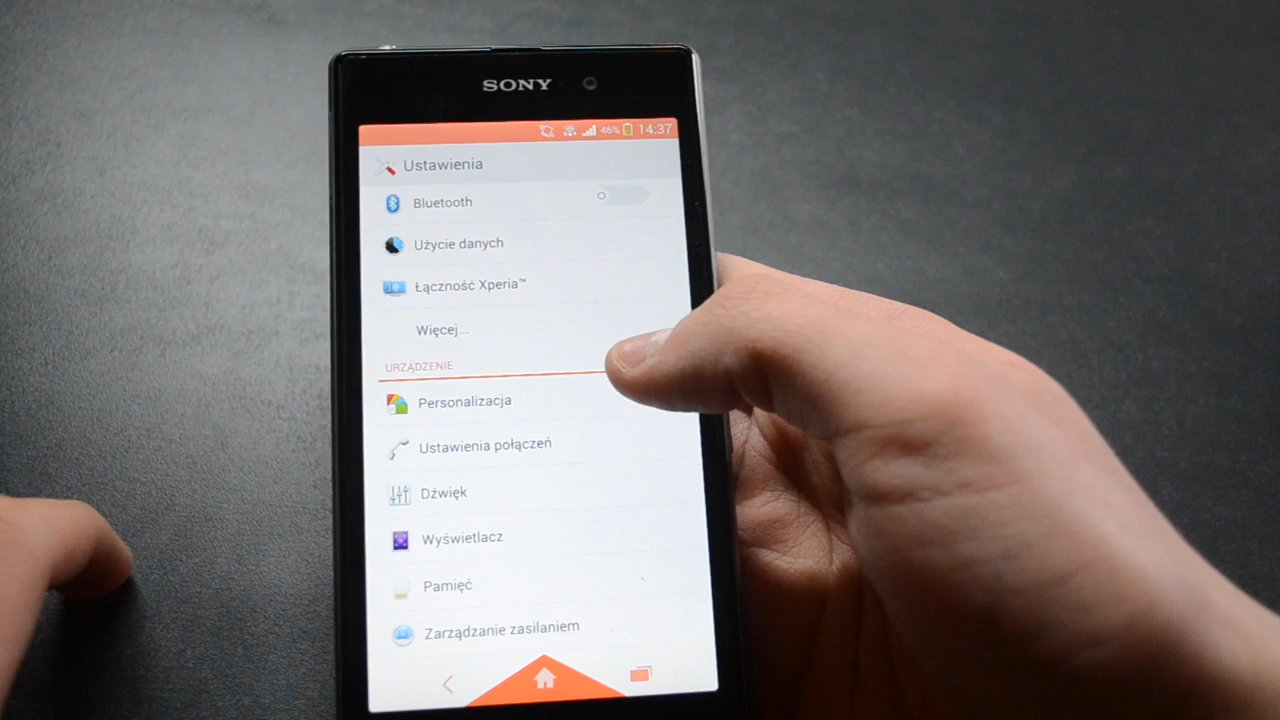 SONY
46% 14:37
Ustawienia
Bluetooth
Użycie danych
Łączność Xperia™
Więcej...
URZĄDZENIE
Personalizacja
Ustawienia połączeń
Dźwięk
Wyświetlacz
Pamięć
Zarządzanie zasilaniem